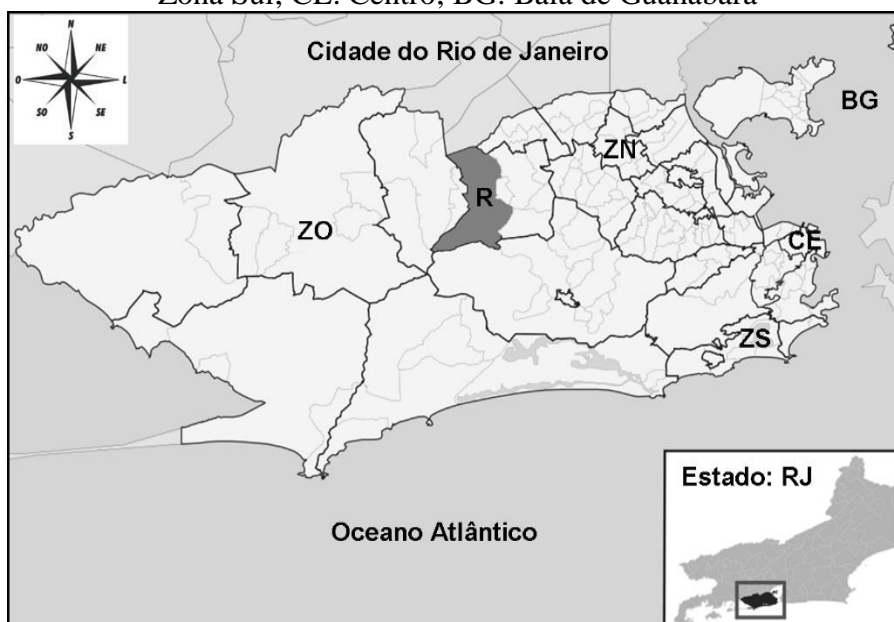 Zona Sul; CE: Centro; BG: Baía de Guanabara
Cidade do Rio de Janeiro
N
NO
NE
O
L
SO
SE
S
BG
ZN
R
ZO
CE
ZS
Estado: RJ
Oceano Atlântico